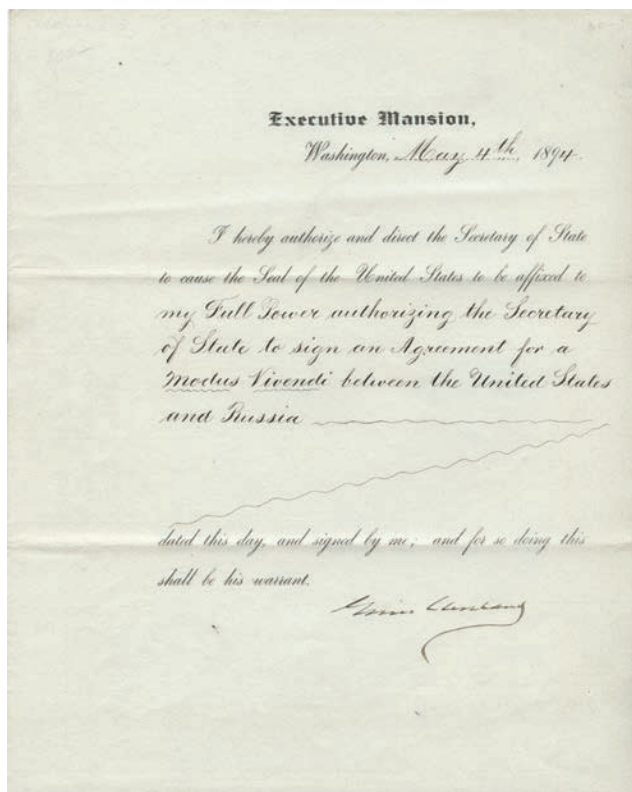 Executive Mansion,
Washington, May 4th, 1894.
I hereby authorize and direct the Secretary of State
to cause the Seal of the United States to be affixed to
my Full Power authorizing the Secretary
of State to sign an Agreement for a
Modus Vivendi between the United States
and Russia
dated this day, and signed by me; and for so doing this
shall be his warrant.
Grover Cleveland